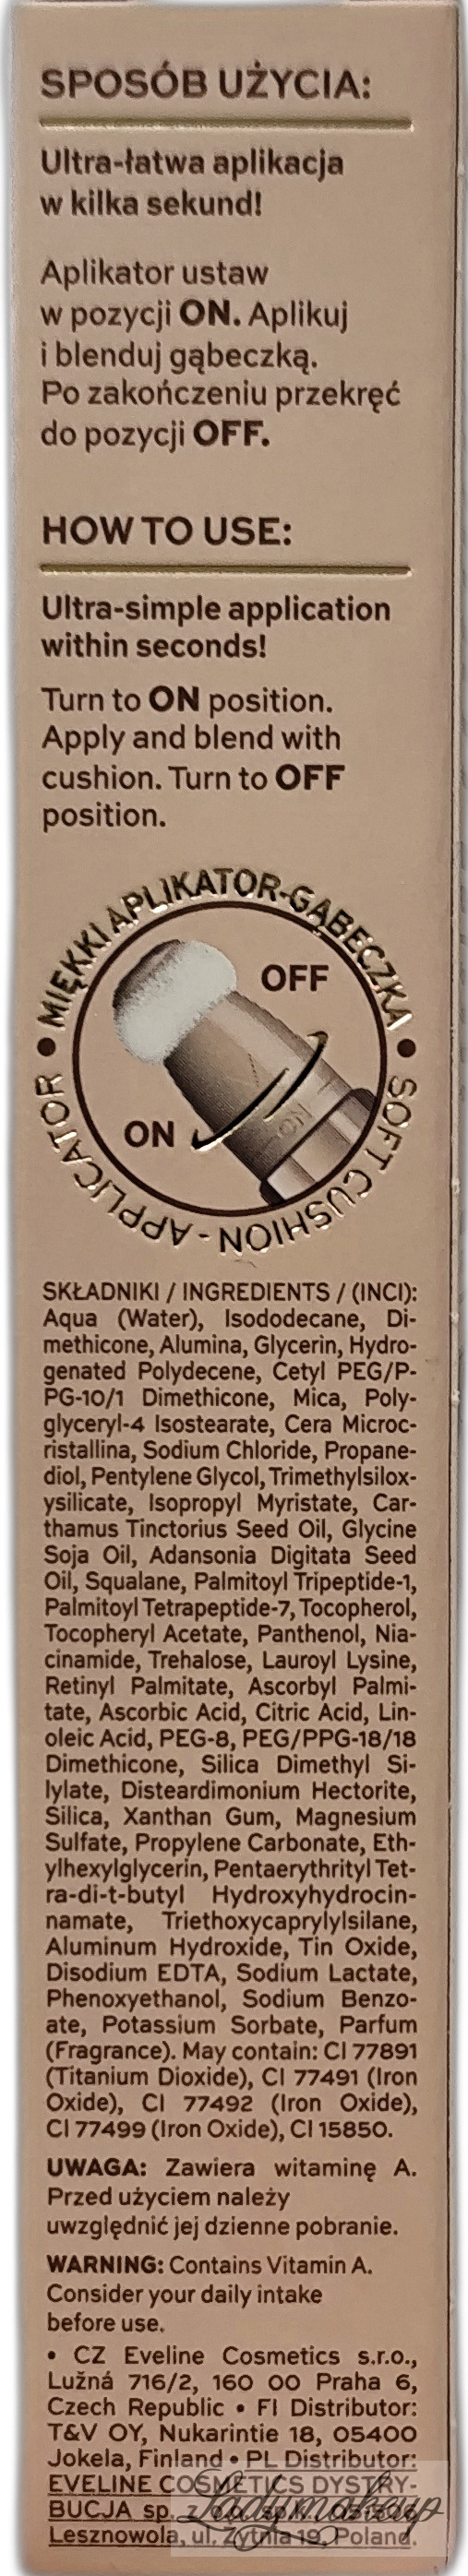 SPOSÓB UŻYCIA:
Ultra-łatwa aplikacja
w kilka sekund!
Aplikator ustaw
w pozycji ON. Aplikuj
i blenduj gąbeczką.
Po zakończeniu przekręć
do pozycji OFF.
HOW TO USE:
Ultra-simple application
within seconds!
Turn to ON position.
Apply and blend with
cushion. Turn to OFF
position.
• MIĘKKI APLIKATOR-GĄBECZKA •
OFF
ON
ON
SOFT CUSHION - APPLICATOR
SKŁADNIKI / INGREDIENTS / (INCI):
Aqua (Water), Isododecane, Di-
methicone, Alumina, Glycerin, Hydro-
genated Polydecene, Cetyl PEG/P-
PG-10/1 Dimethicone, Mica, Poly-
glyceryl-4 Isostearate, Cera Microc-
ristallina, Sodium Chloride, Propane-
diol, Pentylene Glycol, Trimethylsilox-
ysilicate, Isopropyl Myristate, Car-
thamus Tinctorius Seed Oil, Glycine
Soja Oil, Adansonia Digitata Seed
Oil, Squalane, Palmitoyl Tripeptide-1,
Palmitoyl Tetrapeptide-7, Tocopherol,
Tocopheryl Acetate, Panthenol, Nia-
cinamide, Trehalose, Lauroyl Lysine,
Retinyl Palmitate, Ascorbyl Palmi-
tate, Ascorbic Acid, Citric Acid, Lin-
oleic Acid, PEG-8, PEG/PPG-18/18
Dimethicone, Silica Dimethyl Si-
lylate, Disteardimonium Hectorite,
Silica, Xanthan Gum, Magnesium
Sulfate, Propylene Carbonate, Eth-
ylhexylglycerin, Pentaerythrityl Tet-
ra-di-t-butyl Hydroxyhydrocin-
namate, Triethoxycaprylylsilane,
Aluminum Hydroxide, Tin Oxide,
Disodium EDTA, Sodium Lactate,
Phenoxyethanol, Sodium Benzo-
ate, Potassium Sorbate, Parfum
(Fragrance). May contain: CI 77891
(Titanium Dioxide), CI 77491 (Iron
Oxide), CI 77492 (Iron Oxide),
CI 77499 (Iron Oxide), CI 15850.
UWAGA: Zawiera witaminę A.
Przed użyciem należy
uwzględnić jej dzienne pobranie.
WARNING: Contains Vitamin A.
Consider your daily intake
before use.
• CZ Eveline Cosmetics s.r.o.,
Lužná 716/2, 160 00 Praha 6,
Czech Republic • FI Distributor:
T&V OY, Nukarintie 18, 05400
Jokela, Finland • PL Distributor:
EVELINE COSMETICS DYSTRY-
BUCJA sp. z o.o. sp.k.
Lesznowola, ul. Żytnia 19, Poland.
Ladymakeup